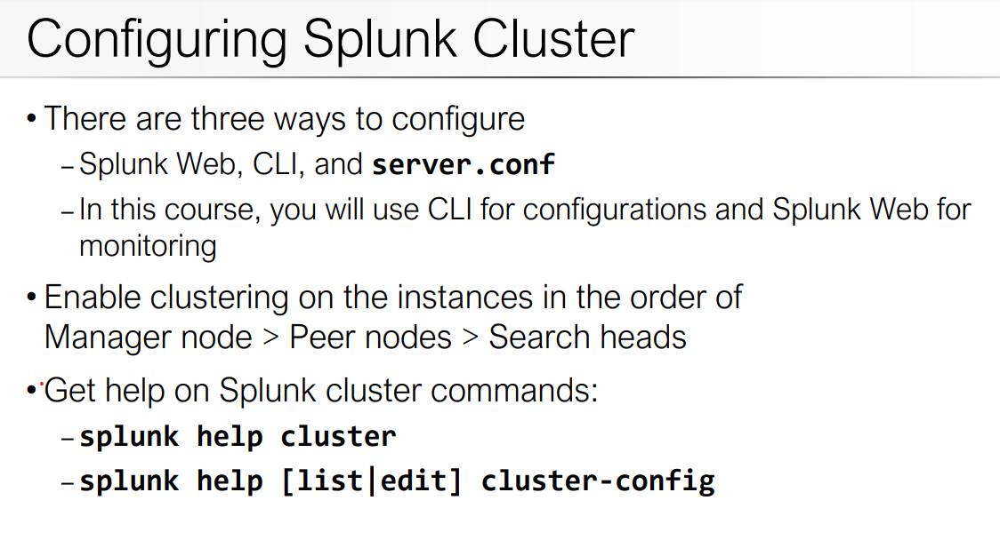 Configuring Splunk Cluster
• There are three ways to configure
– Splunk Web, CLI, and server.conf
– In this course, you will use CLI for configurations and Splunk Web for
monitoring
• Enable clustering on the instances in the order of
Manager node > Peer nodes > Search heads
• Get help on Splunk cluster commands:
– splunk help cluster
– splunk help [list|edit] cluster-config